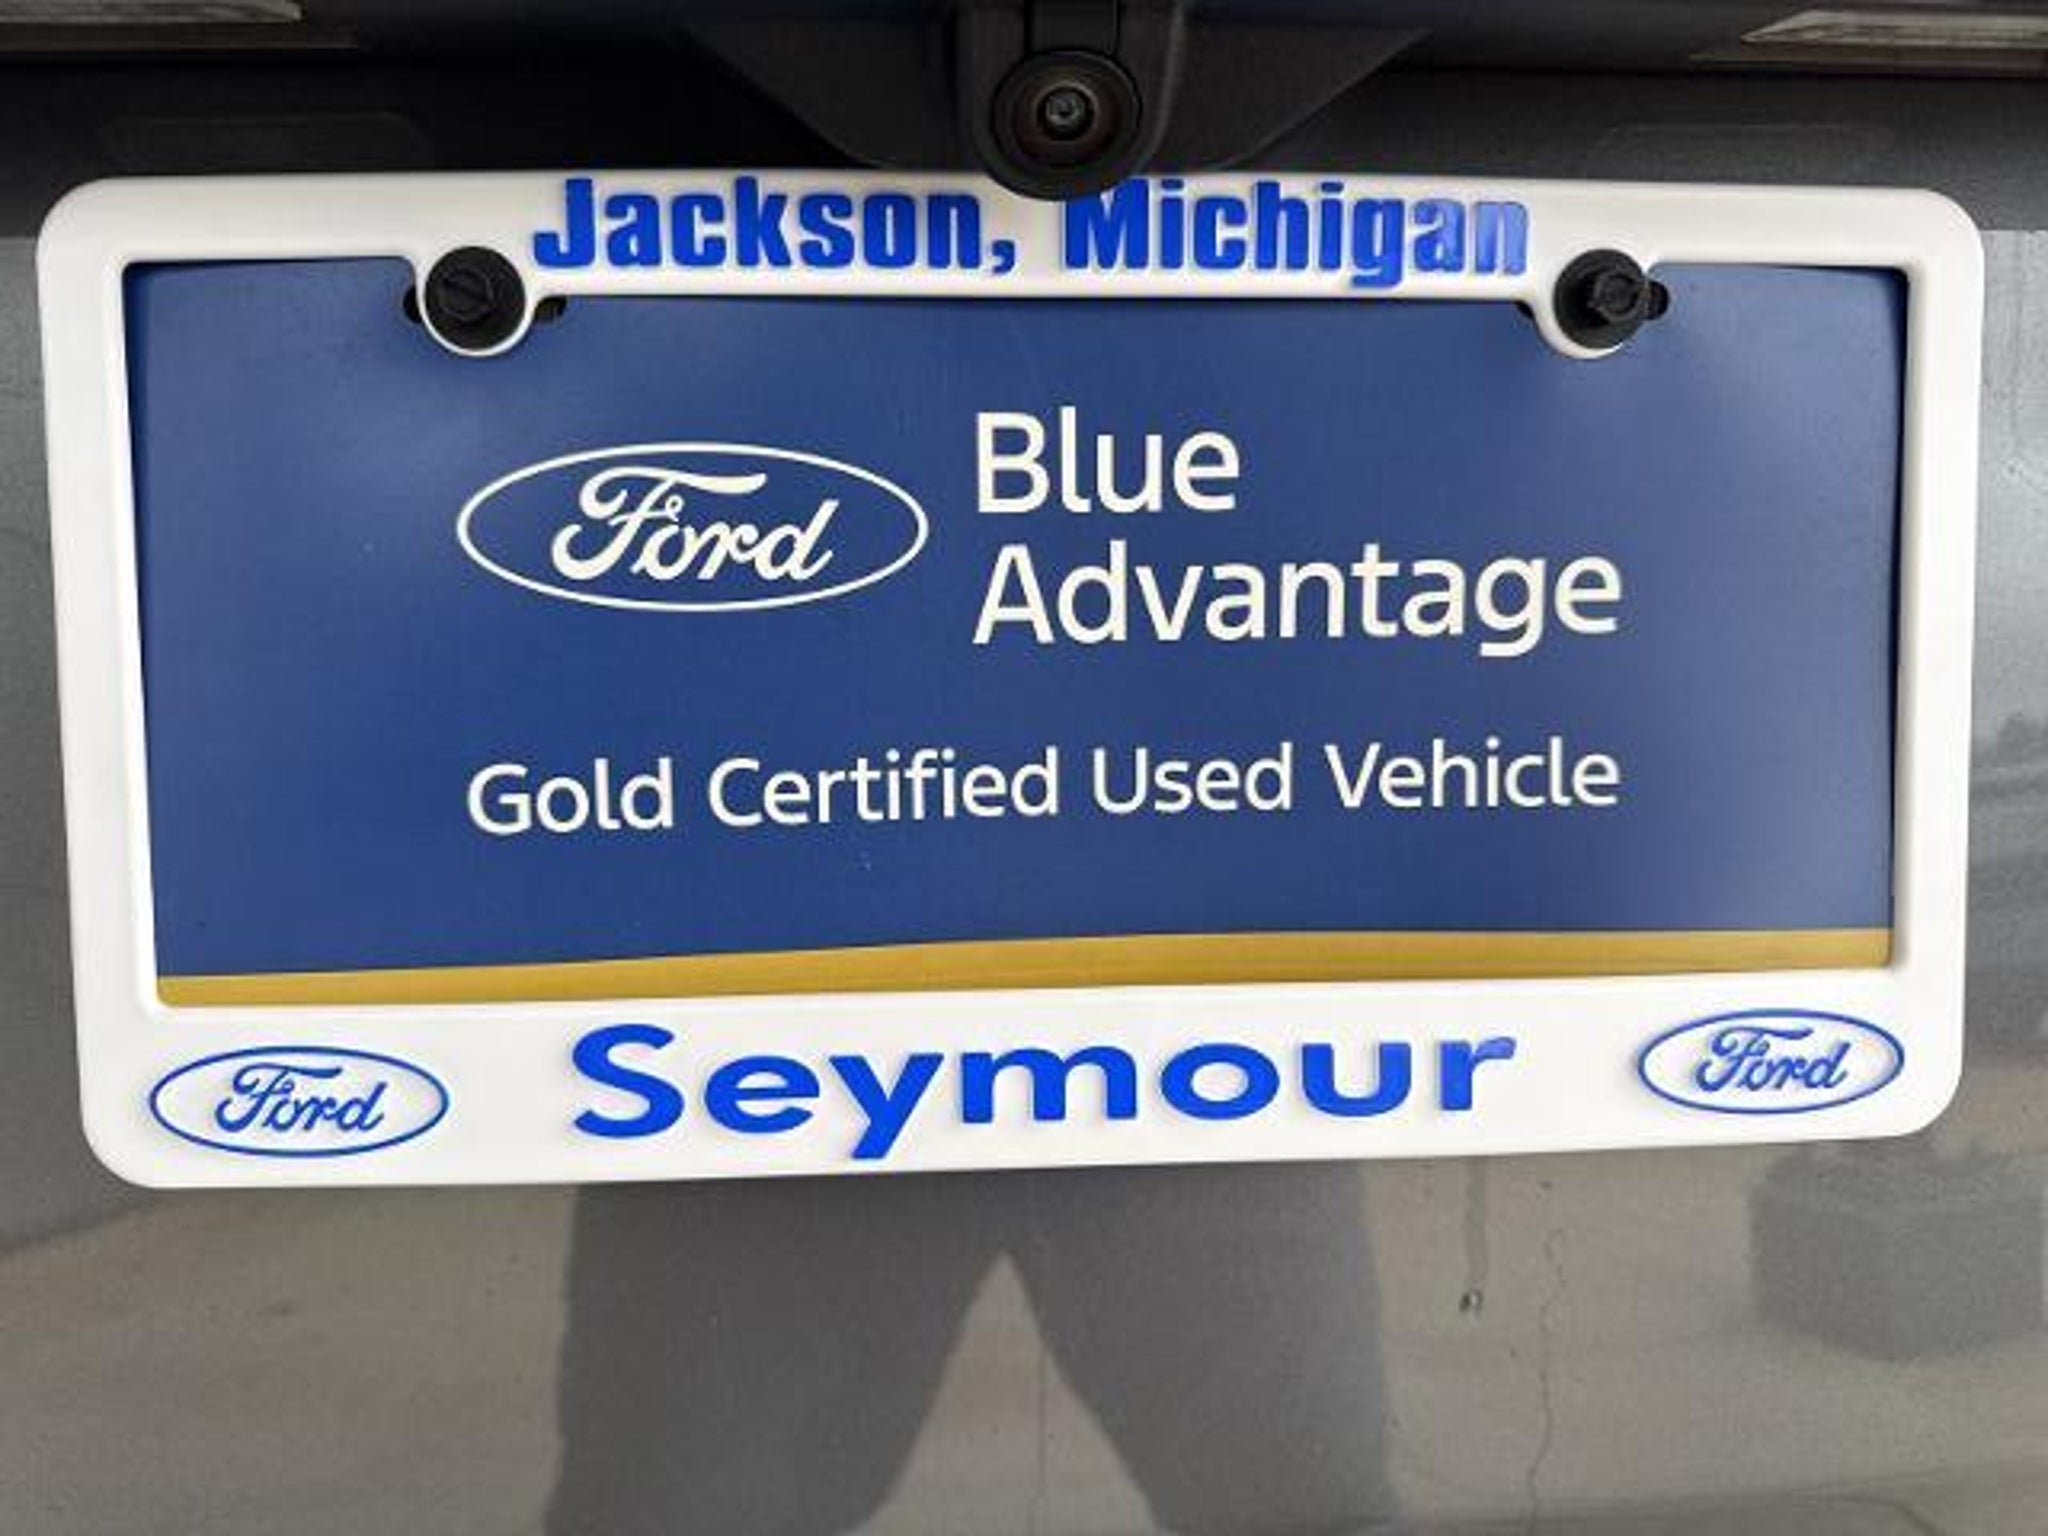 Jackson, Michigan
Ford
Blue
Advantage
Gold Certified Used Vehicle
Ford Seymour Ford